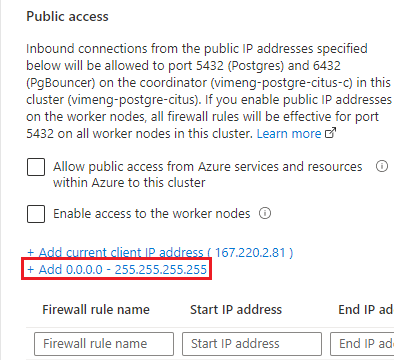 Public access
Inbound connections from the public IP addresses specified
below will be allowed to port 5432 (Postgres) and 6432
(PgBouncer) on the coordinator (vimeng-postgre-citus-c) in this
cluster (vimeng-postgre-citus). If you enable public IP addresses
on the worker nodes, all firewall rules will be effective for port
5432 on all worker nodes in this cluster. Learn more
Allow public access from Azure services and resources
within Azure to this cluster
Enable access to the worker nodes
+ Add current client IP address ( 167.220.2.81 )
+ Add 0.0.0.0 - 255.255.255.255
Firewall rule name Start IP address End IP ad
Firewall rule name Start IP address End IP ad